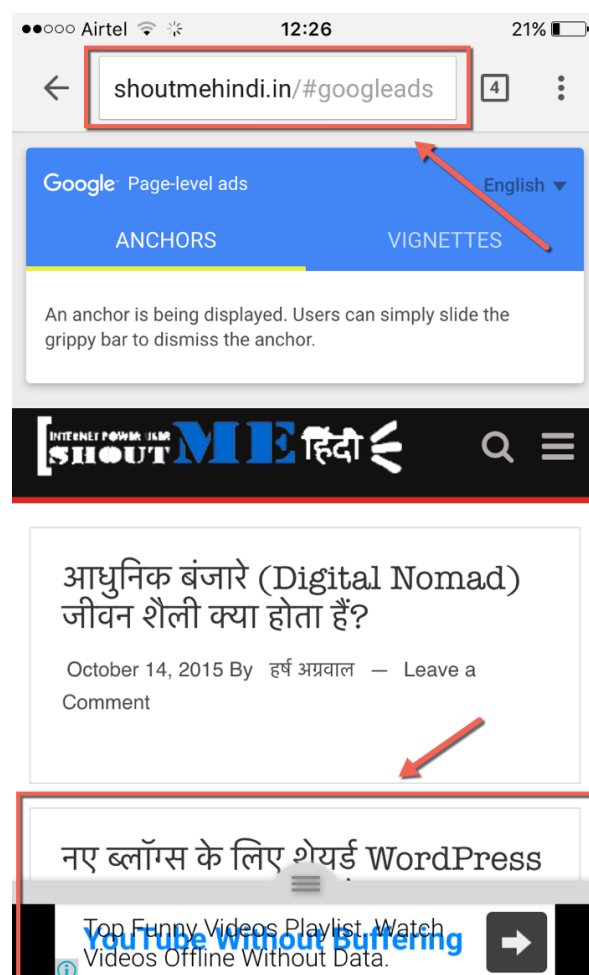 Airtel 12:26 21%
shoutmehindi.in/#googleads 4
Google Page-level ads English
ANCHORS VIGNETTES
An anchor is being displayed. Users can simply slide the
grippy bar to dismiss the anchor.
INTERNET POWER USER
SHOUT ME हिंदी
आधुनिक बंजारे (Digital Nomad)
जीवन शैली क्या होता हैं?
October 14, 2015 By हर्ष अग्रवाल — Leave a
Comment
नए ब्लॉग्स के लिए शेयर्ड WordPress
Top Funny Videos Playlist. Watch
YouTube Without Buffering
Videos Offline Without Data.